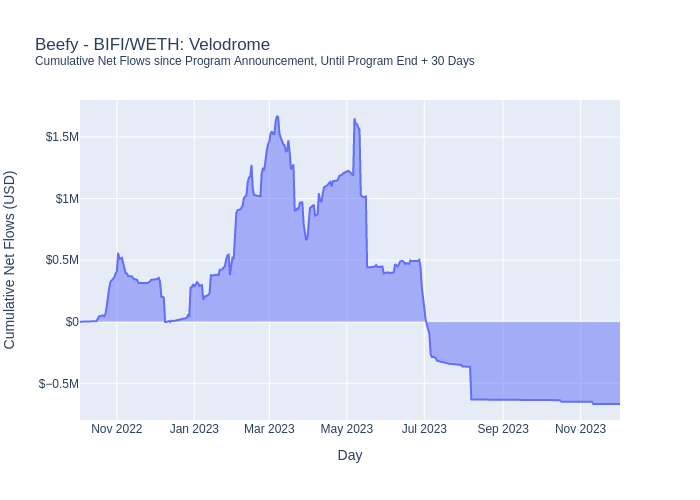 Beefy - BIFI/WETH: Velodrome
Cumulative Net Flows since Program Announcement, Until Program End + 30 Days
Cumulative Net Flows (USD)
$1.5M
$1M
$0.5M
$0
$−0.5M
Nov 2022
Jan 2023
Mar 2023
May 2023
Jul 2023
Sep 2023
Nov 2023
Day